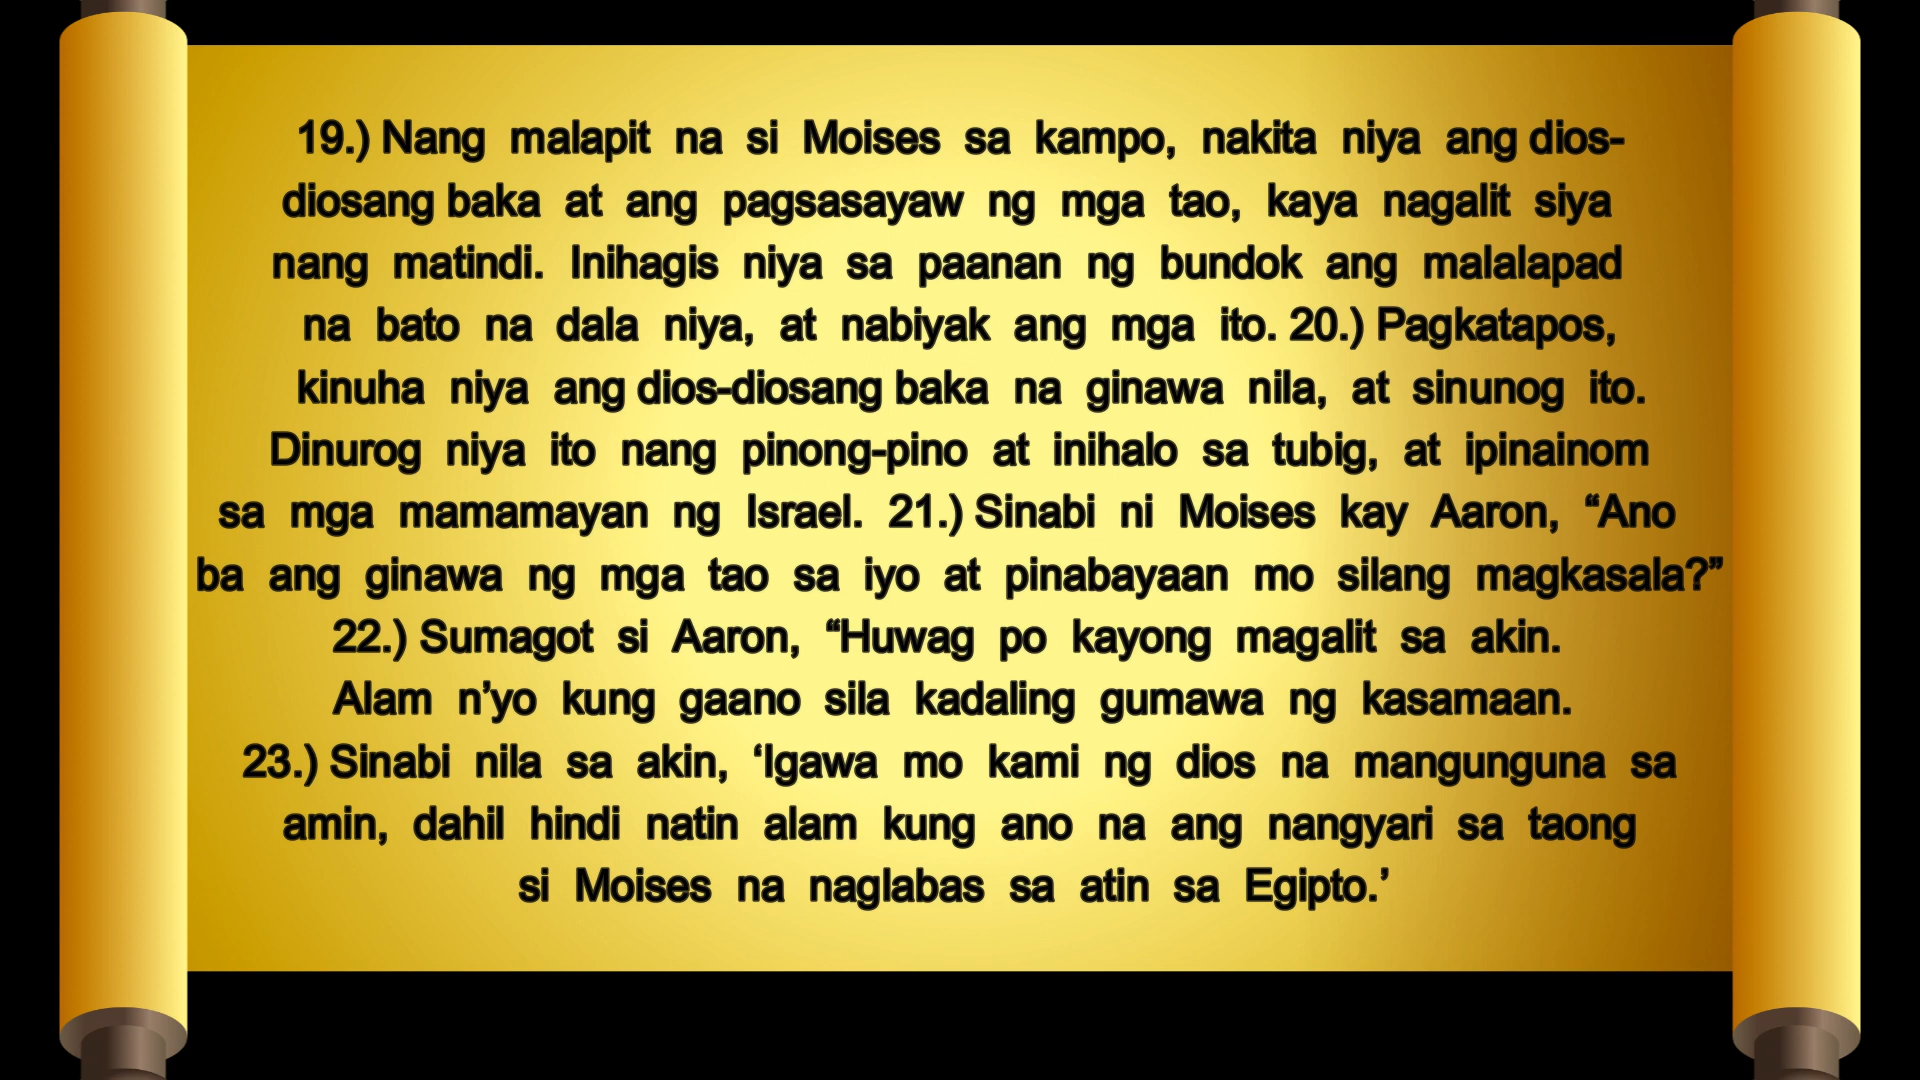 19.) Nang malapit na si Moises sa kampo, nakita niya ang dios-
diosang baka at ang pagsasayaw ng mga tao, kaya nagalit siya
nang matindi. Inihagis niya sa paanan ng bundok ang malalapad
na bato na dala niya, at nabiyak ang mga ito. 20.) Pagkatapos,
kinuha niya ang dios-diosang baka na ginawa nila, at sinunog ito.
Dinurog niya ito nang pinong-pino at inihalo sa tubig, at ipinainom
sa mga mamamayan ng Israel. 21.) Sinabi ni Moises kay Aaron, “Ano
ba ang ginawa ng mga tao sa iyo at pinabayaan mo silang magkasala?”
22.) Sumagot si Aaron, “Huwag po kayong magalit sa akin.
Alam n’yo kung gaano sila kadaling gumawa ng kasamaan.
23.) Sinabi nila sa akin, ‘Igawa mo kami ng dios na mangunguna sa
amin, dahil hindi natin alam kung ano na ang nangyari sa taong
si Moises na naglabas sa atin sa Egipto.’